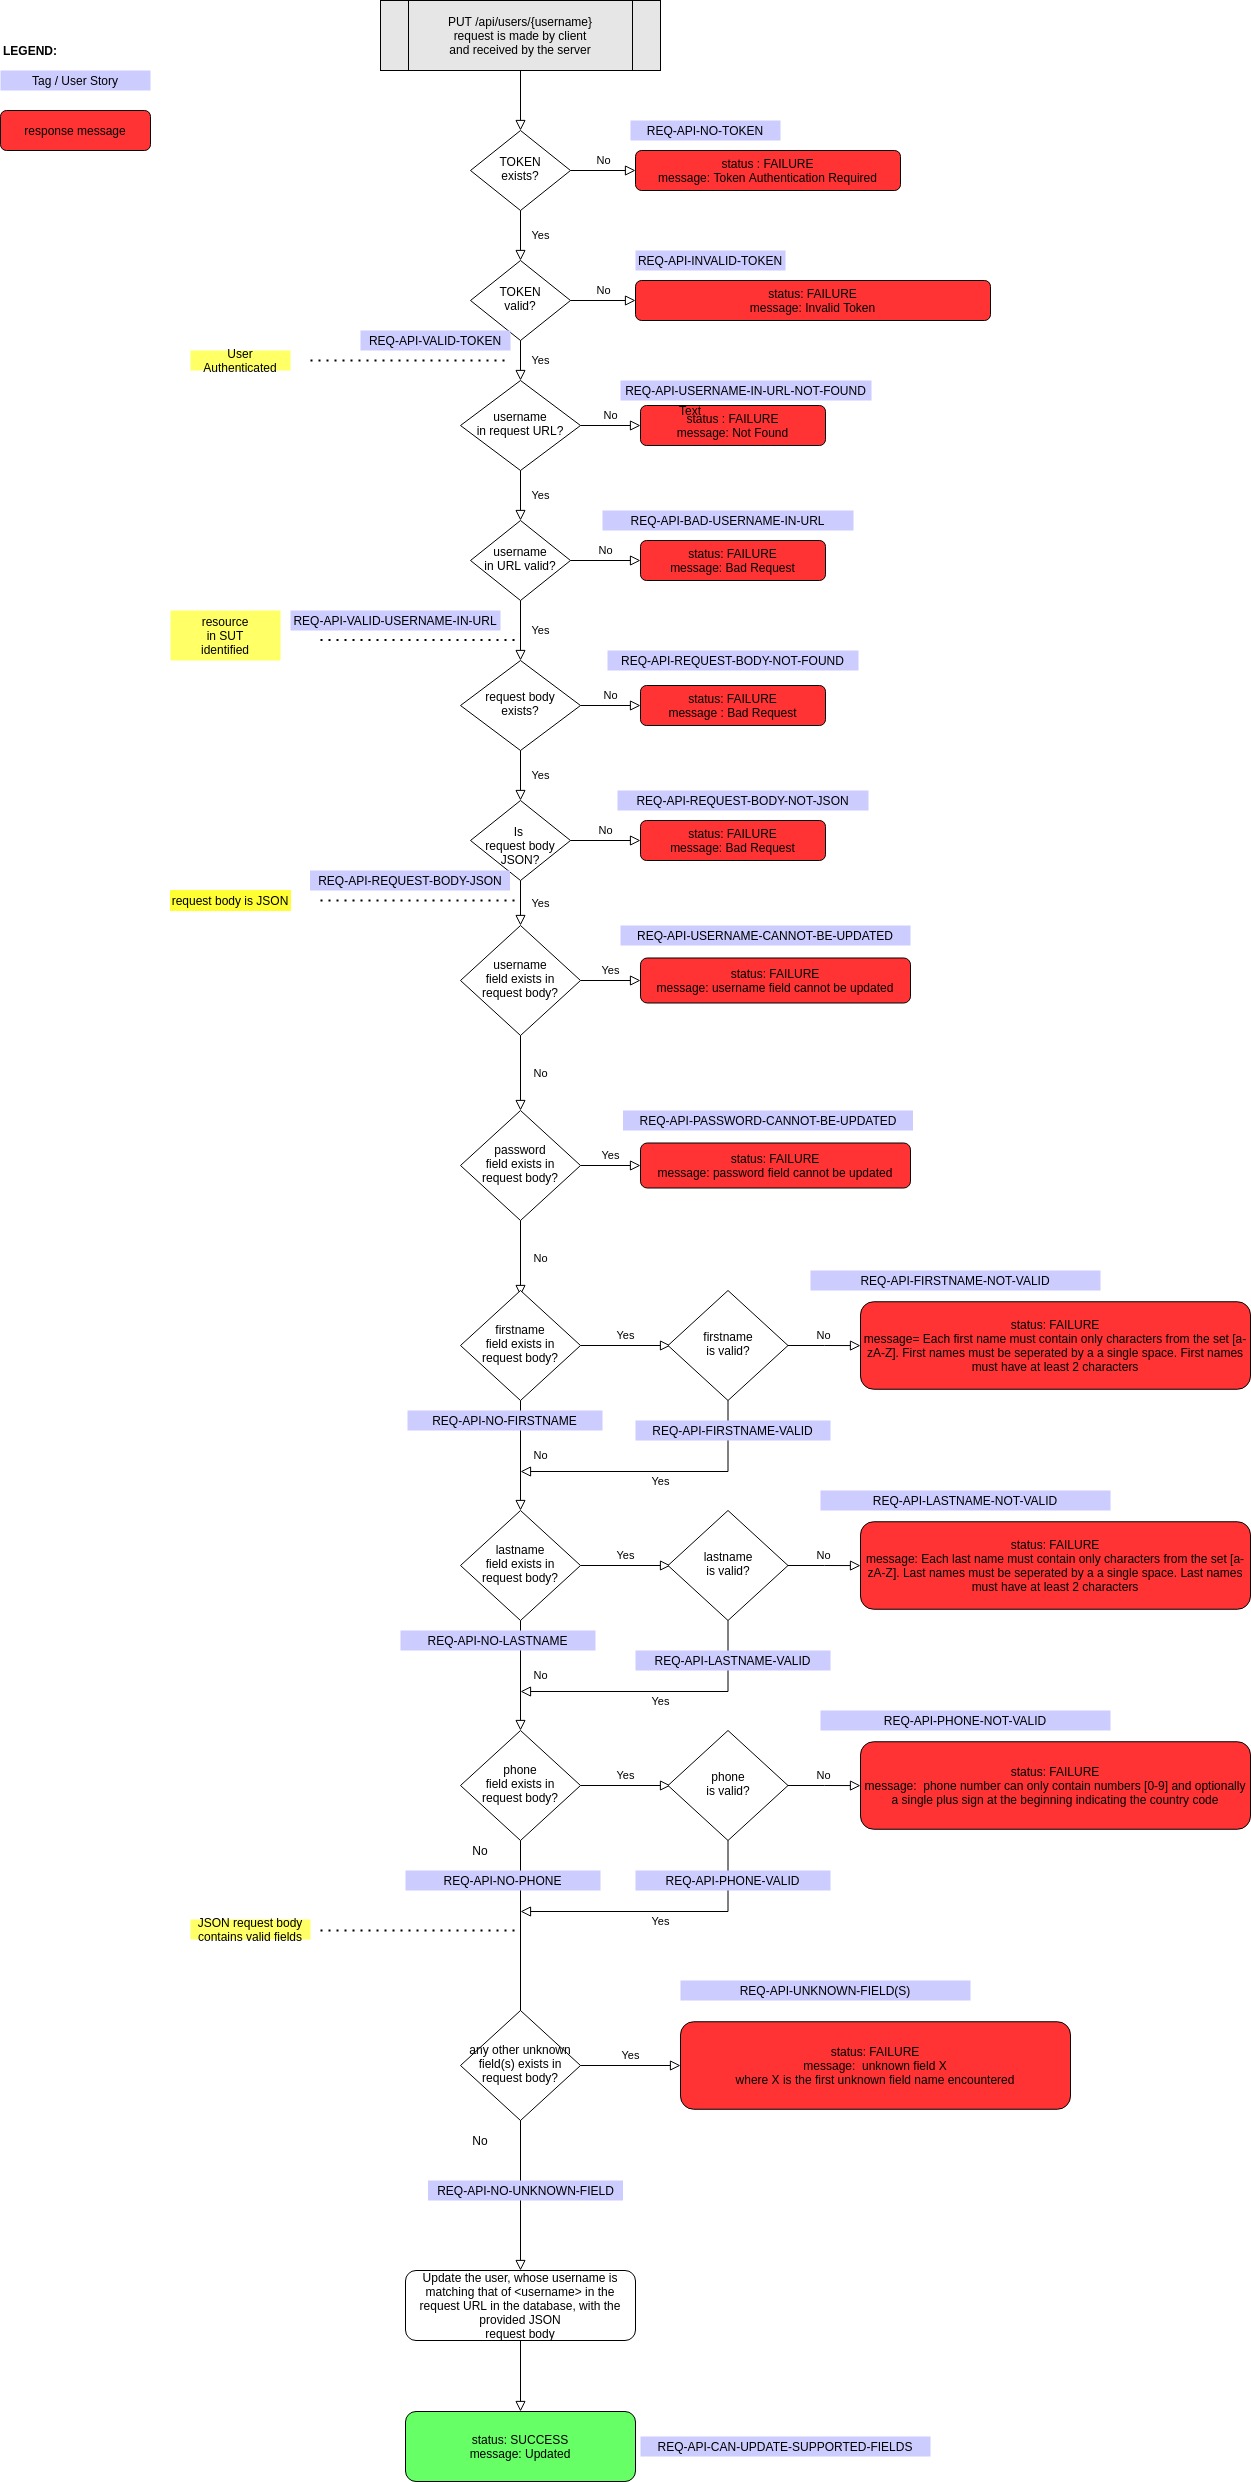 PUT /api/users/{username}
request is made by client
and received by the server
LEGEND:
Tag / User Story
response message
REQ-API-NO-TOKEN
TOKEN
exists?
No
status : FAILURE
message: Token Authentication Required
Yes
REQ-API-INVALID-TOKEN
TOKEN
valid?
No
status: FAILURE
message: Invalid Token
REQ-API-VALID-TOKEN
User
Authenticated
Yes
REQ-API-USERNAME-IN-URL-NOT-FOUND
Text
username
in request URL?
No
status : FAILURE
message: Not Found
Yes
REQ-API-BAD-USERNAME-IN-URL
username
in URL valid?
No
status: FAILURE
message: Bad Request
resource
in SUT
identified
REQ-API-VALID-USERNAME-IN-URL
Yes
REQ-API-REQUEST-BODY-NOT-FOUND
request body
exists?
No
status: FAILURE
message : Bad Request
Yes
REQ-API-REQUEST-BODY-NOT-JSON
Is
request body
JSON?
No
status: FAILURE
message: Bad Request
REQ-API-REQUEST-BODY-JSON
request body is JSON
Yes
REQ-API-USERNAME-CANNOT-BE-UPDATED
username
field exists in
request body?
Yes
status: FAILURE
message: username field cannot be updated
No
REQ-API-PASSWORD-CANNOT-BE-UPDATED
password
field exists in
request body?
Yes
status: FAILURE
message: password field cannot be updated
No
REQ-API-FIRSTNAME-NOT-VALID
firstname
field exists in
request body?
Yes
firstname
is valid?
No
status: FAILURE
message= Each first name must contain only characters from the set [a-
zA-Z]. First names must be seperated by a a single space. First names
must have at least 2 characters
REQ-API-NO-FIRSTNAME
REQ-API-FIRSTNAME-VALID
No
Yes
REQ-API-LASTNAME-NOT-VALID
lastname
field exists in
request body?
Yes
lastname
is valid?
No
status: FAILURE
message: Each last name must contain only characters from the set [a-
zA-Z]. Last names must be seperated by a a single space. Last names
must have at least 2 characters
REQ-API-NO-LASTNAME
REQ-API-LASTNAME-VALID
No
Yes
REQ-API-PHONE-NOT-VALID
phone
field exists in
request body?
Yes
phone
is valid?
No
status: FAILURE
message:  phone number can only contain numbers [0-9] and optionally
a single plus sign at the beginning indicating the country code
No
REQ-API-NO-PHONE
REQ-API-PHONE-VALID
Yes
JSON request body
contains valid fields
REQ-API-UNKNOWN-FIELD(S)
any other unknown
field(s) exists in
request body?
Yes
status: FAILURE
message:  unknown field X
where X is the first unknown field name encountered
No
REQ-API-NO-UNKNOWN-FIELD
Update the user, whose username is
matching that of <username> in the
request URL in the database, with the
provided JSON
request body
status: SUCCESS
message: Updated
REQ-API-CAN-UPDATE-SUPPORTED-FIELDS